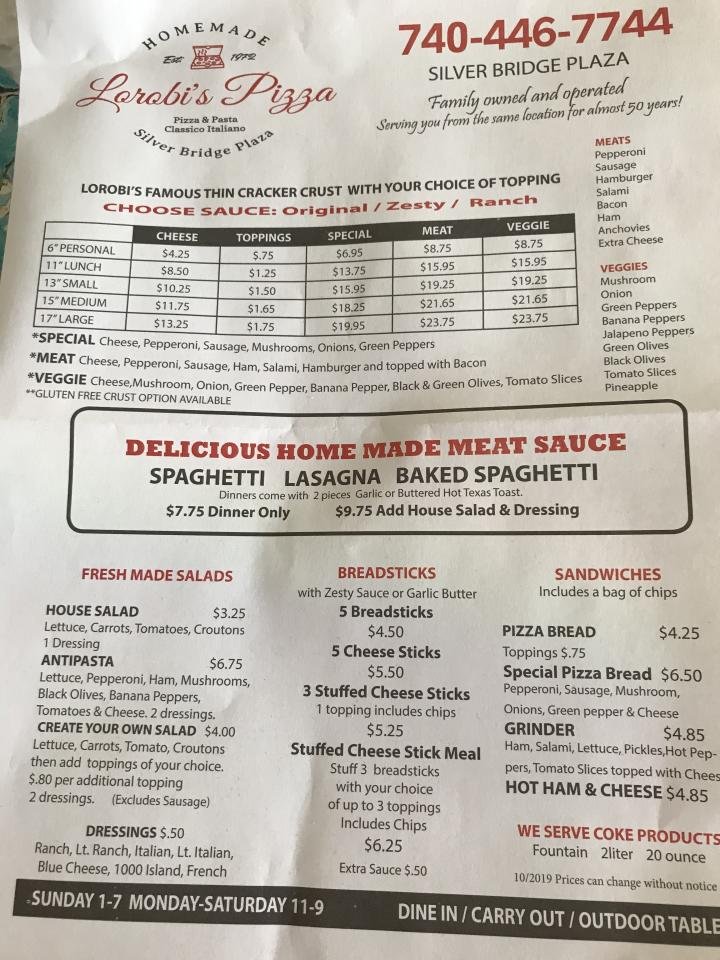 HOMEMADE
Est. 1972
Lorobi's Pizza
Pizza & Pasta
Classico Italiano
Silver Bridge Plaza
740-446-7744
SILVER BRIDGE PLAZA
Family owned and operated
Serving you from the same location for almost 50 years!
LOROBI'S FAMOUS THIN CRACKER CRUST WITH YOUR CHOICE OF TOPPING
CHOOSE SAUCE: Original / Zesty / Ranch
CHEESE TOPPINGS SPECIAL MEAT VEGGIE
6" PERSONAL $4.25 $.75 $6.95 $8.75 $8.75
11" LUNCH $8.50 $1.25 $13.75 $15.95 $15.95
13" SMALL $10.25 $1.50 $15.95 $19.25 $19.25
15" MEDIUM $11.75 $1.65 $18.25 $21.65 $21.65
17" LARGE $13.25 $1.75 $19.95 $23.75 $23.75
*SPECIAL Cheese, Pepperoni, Sausage, Mushrooms, Onions, Green Peppers
*MEAT Cheese, Pepperoni, Sausage, Ham, Salami, Hamburger and topped with Bacon
*VEGGIE Cheese,Mushroom, Onion, Green Pepper, Banana Pepper, Black & Green Olives, Tomato Slices
**GLUTEN FREE CRUST OPTION AVAILABLE
MEATS
Pepperoni
Sausage
Hamburger
Salami
Bacon
Ham
Anchovies
Extra Cheese
VEGGIES
Mushroom
Onion
Green Peppers
Banana Peppers
Jalapeno Peppers
Green Olives
Black Olives
Tomato Slices
Pineapple
DELICIOUS HOME MADE MEAT SAUCE
SPAGHETTI LASAGNA BAKED SPAGHETTI
Dinners come with 2 pieces Garlic or Buttered Hot Texas Toast.
$7.75 Dinner Only $9.75 Add House Salad & Dressing
FRESH MADE SALADS
HOUSE SALAD $3.25
Lettuce, Carrots, Tomatoes, Croutons
1 Dressing
ANTIPASTA $6.75
Lettuce, Pepperoni, Ham, Mushrooms,
Black Olives, Banana Peppers,
Tomatoes & Cheese. 2 dressings.
CREATE YOUR OWN SALAD $4.00
Lettuce, Carrots, Tomato, Croutons
then add toppings of your choice.
$.80 per additional topping
2 dressings. (Excludes Sausage)
DRESSINGS $.50
Ranch, Lt. Ranch, Italian, Lt. Italian,
Blue Cheese, 1000 Island, French
BREADSTICKS
with Zesty Sauce or Garlic Butter
5 Breadsticks
$4.50
5 Cheese Sticks
$5.50
3 Stuffed Cheese Sticks
1 topping includes chips
$5.25
Stuffed Cheese Stick Meal
Stuff 3 breadsticks
with your choice
of up to 3 toppings
Includes Chips
$6.25
Extra Sauce $.50
SANDWICHES
Includes a bag of chips
PIZZA BREAD $4.25
Toppings $.75
Special Pizza Bread $6.50
Pepperoni, Sausage, Mushroom,
Onions, Green pepper & Cheese
GRINDER $4.85
Ham, Salami, Lettuce, Pickles,Hot Pep-
pers, Tomato Slices topped with Chees
HOT HAM & CHEESE $4.85
WE SERVE COKE PRODUCTS
Fountain 2liter 20 ounce
10/2019 Prices can change without notice
SUNDAY 1-7 MONDAY-SATURDAY 11-9
DINE IN / CARRY OUT / OUTDOOR TABLE